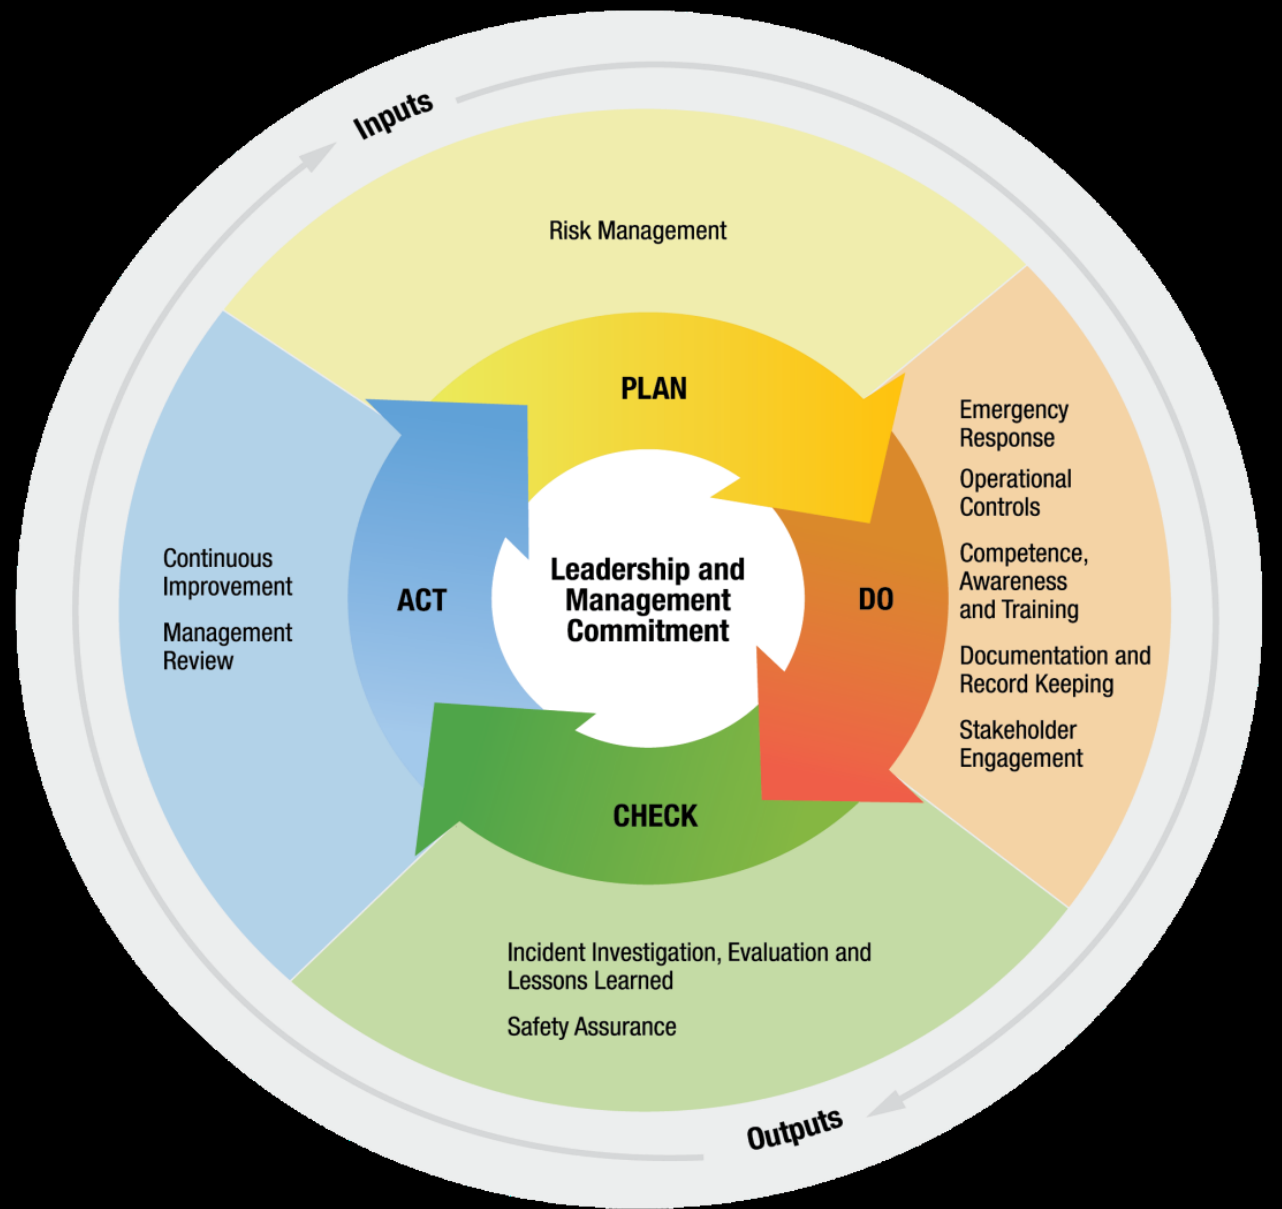 Inputs
Risk Management
PLAN
Emergency
Response
Operational
Controls
Competence,
Awareness
and Training
Documentation and
Record Keeping
Stakeholder
Engagement
DO
Leadership and
Management
Commitment
ACT
Continuous
Improvement
Management
Review
CHECK
Incident Investigation, Evaluation and
Lessons Learned
Safety Assurance
Outputs